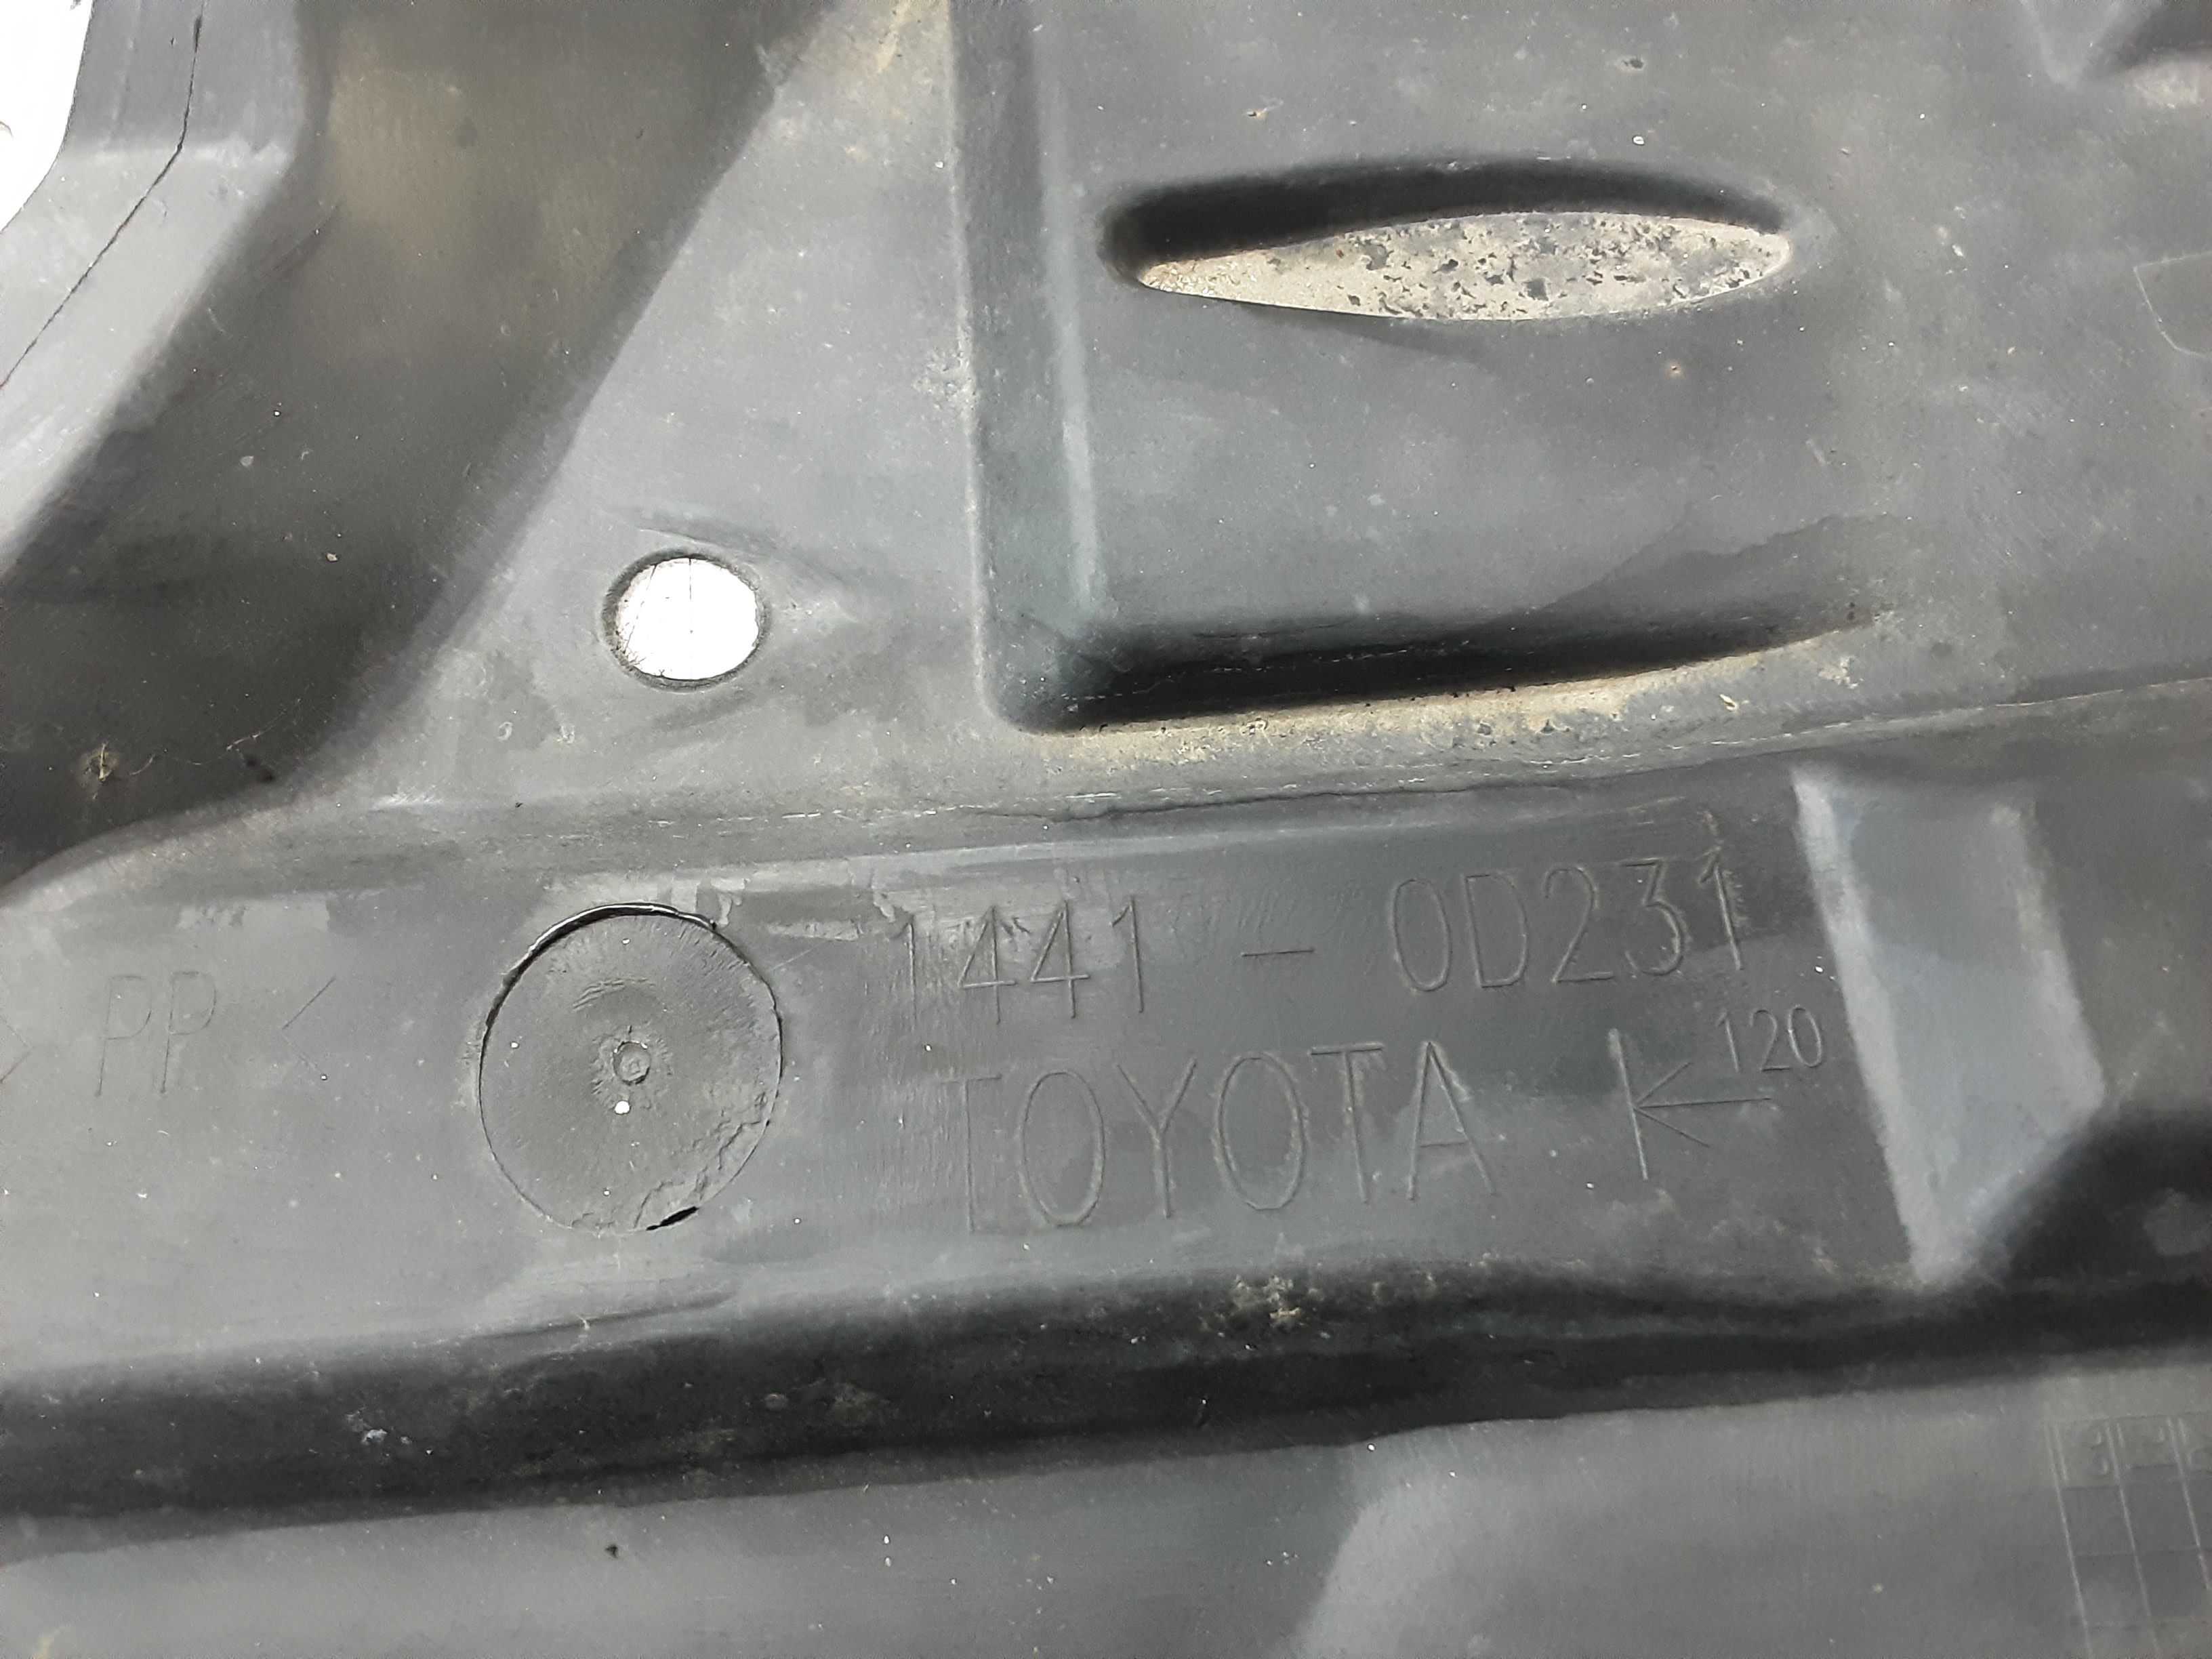 1441 - 0D231
> PP <
TOYOTA
120